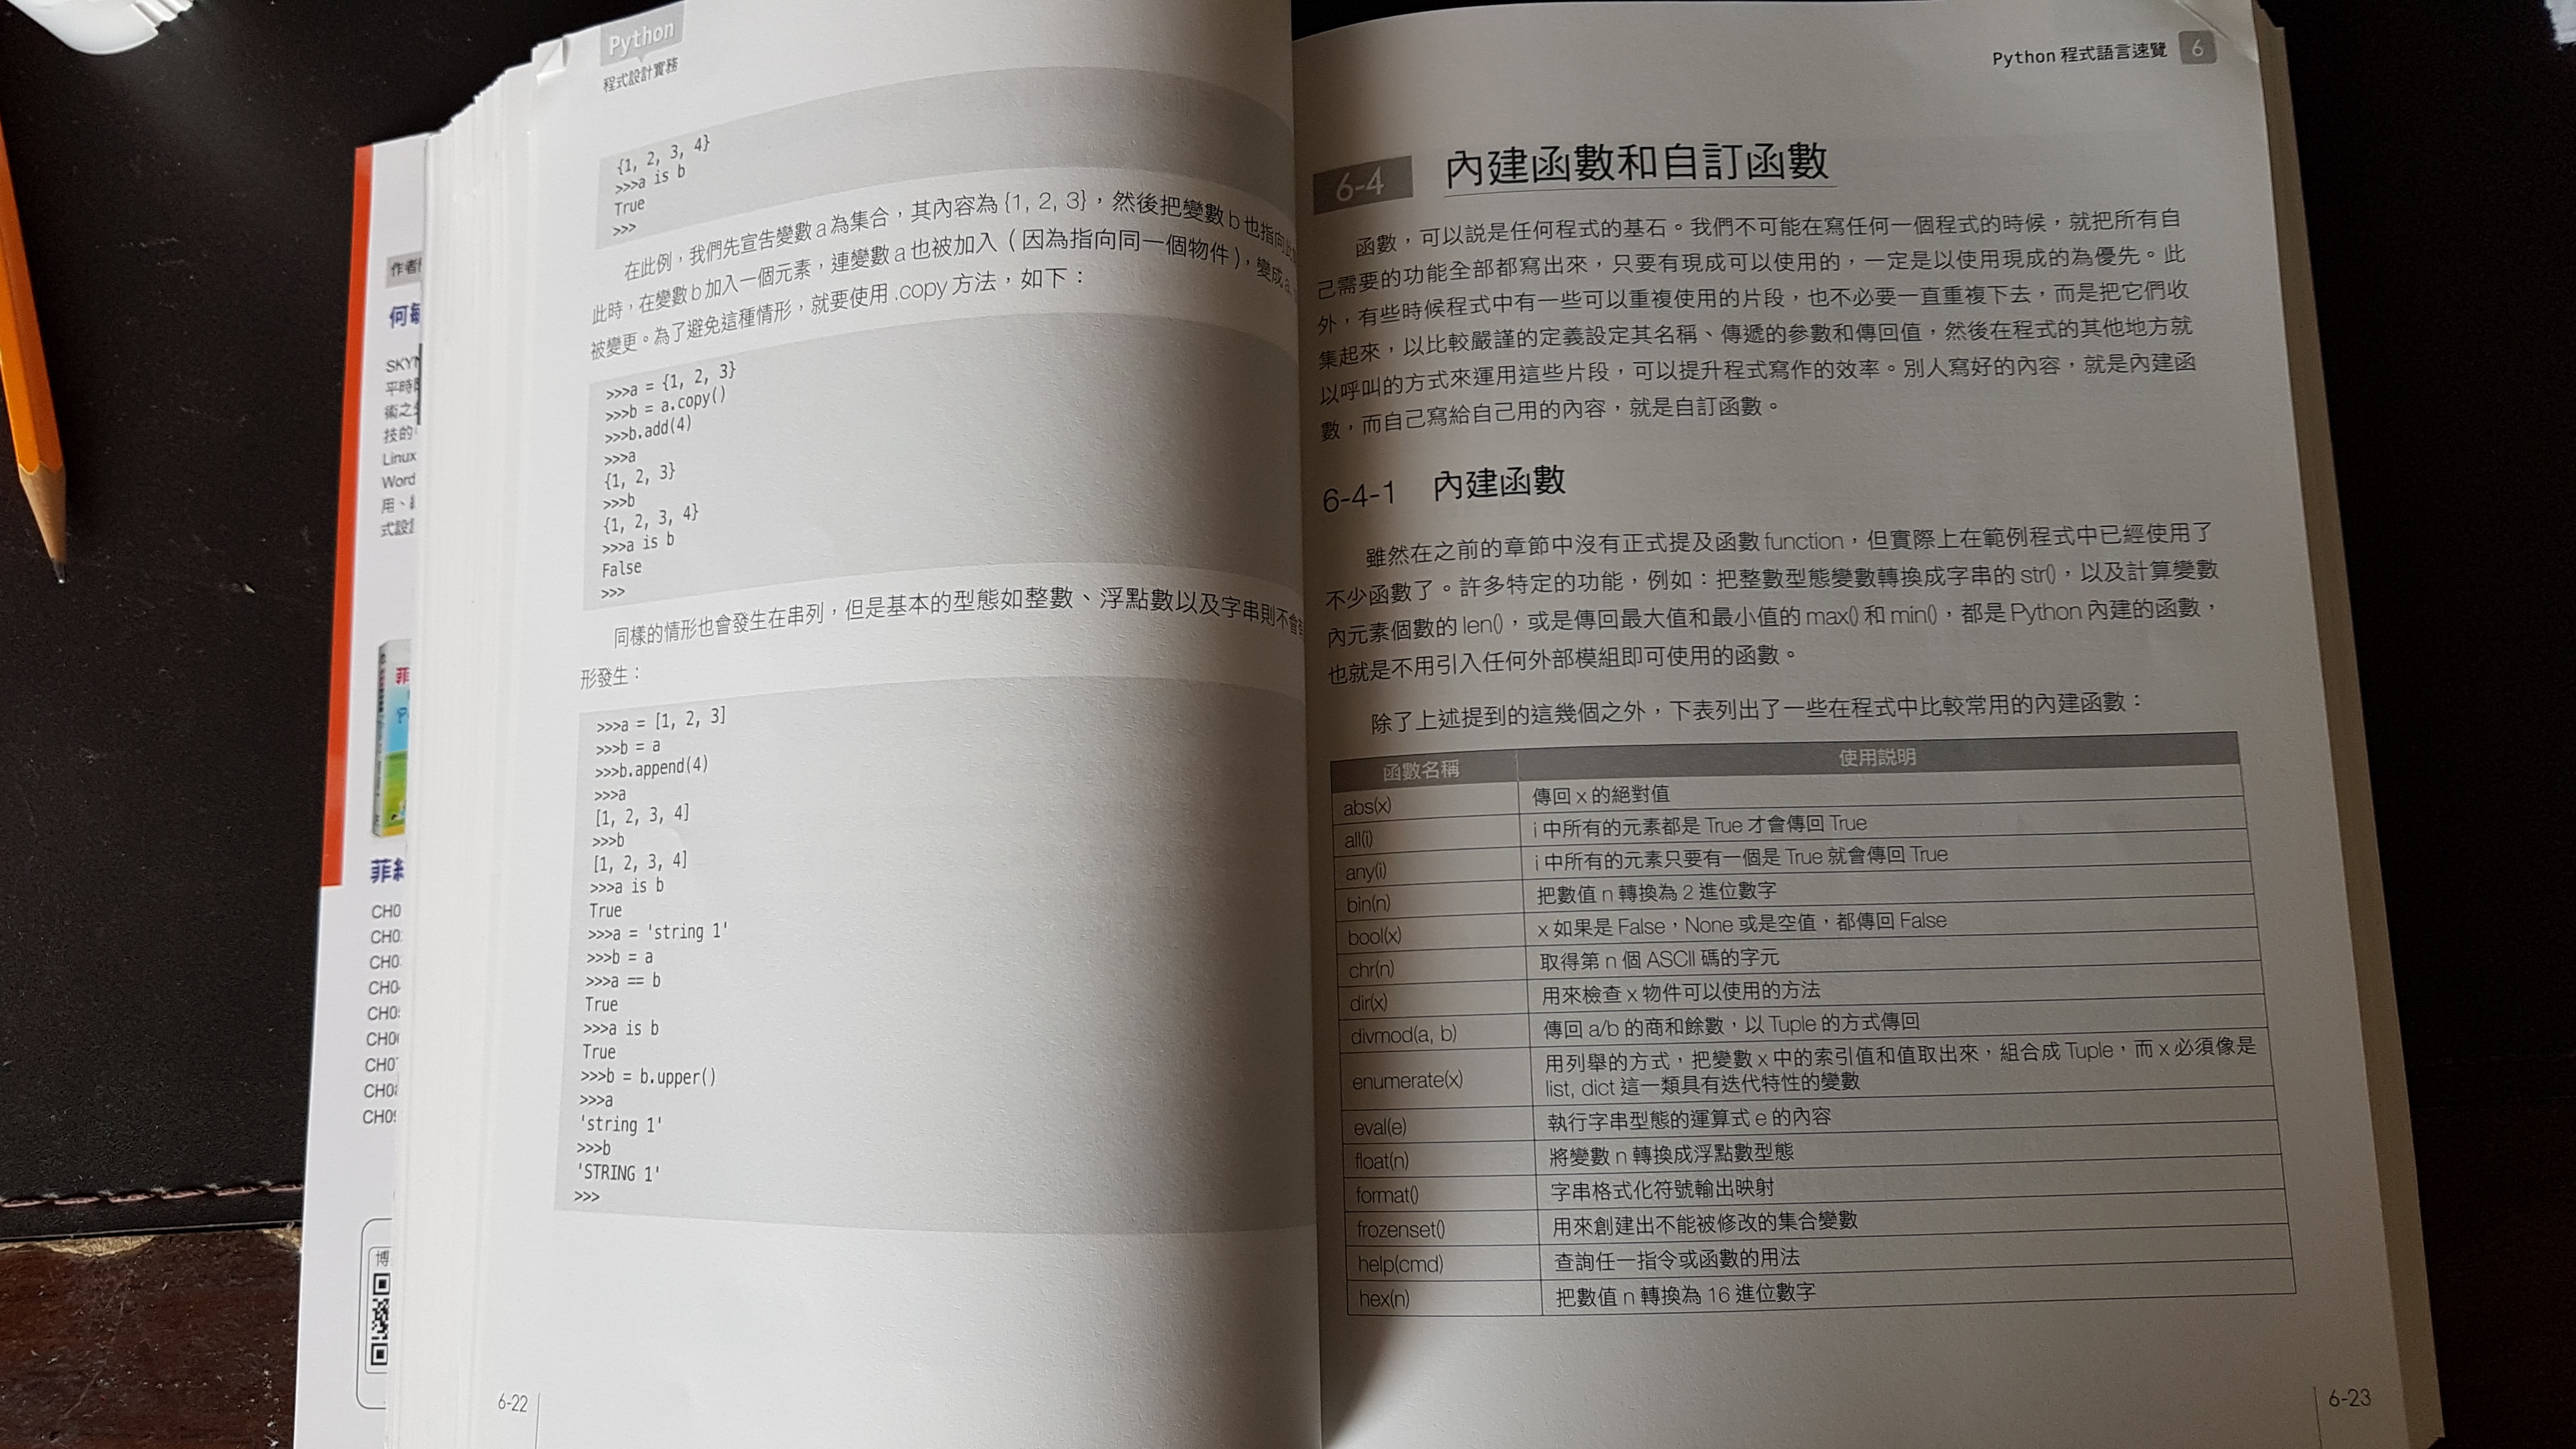 Python
程式設計實務
{1, 2, 3, 4}
>>>a is b
True
>>>
在此例，我們先宣告變數 a 為集合，其內容為 {1, 2, 3}，然後把變數 b 也指向
此時，在變數 b 加入一個元素，連變數 a 也被加入（因為指向同一個物件），變成 a
被變更。為了避免這種情形，就要使用 .copy 方法，如下：
>>>a = {1, 2, 3}
>>>b = a.copy()
>>>b.add(4)
>>>a
{1, 2, 3}
>>>b
{1, 2, 3, 4}
>>>a is b
False
>>>
同樣的情形也會發生在串列，但是基本的型態如整數、浮點數以及字串則不會
形發生：
>>>a = [1, 2, 3]
>>>b = a
>>>b.append(4)
>>>a
[1, 2, 3, 4]
>>>b
[1, 2, 3, 4]
>>>a is b
True
>>>a = 'string 1'
>>>b = a
>>>a == b
True
>>>a is b
True
>>>b = b.upper()
>>>a
'string 1'
>>>b
'STRING 1'
>>>
6-22
Python 程式語言速覽 6
6-4 內建函數和自訂函數
函數，可以說是任何程式的基石。我們不可能在寫任何一個程式的時候，就把所有自
己需要的功能全部都寫出來，只要有現成可以使用的，一定是以使用現成的為優先。此
外，有些時候程式中有一些可以重複使用的片段，也不必要一直重複下去，而是把它們收
集起來，以比較嚴謹的定義設定其名稱、傳遞的參數和傳回值，然後在程式的其他地方就
以呼叫的方式來運用這些片段，可以提升程式寫作的效率。別人寫好的內容，就是內建函
數，而自己寫給自己用的內容，就是自訂函數。
6-4-1 內建函數
雖然在之前的章節中沒有正式提及函數 function，但實際上在範例程式中已經使用了
不少函數了。許多特定的功能，例如：把整數型態變數轉換成字串的 str()，以及計算變數
內元素個數的 len()，或是傳回最大值和最小值的 max() 和 min()，都是 Python 內建的函數，
也就是不用引入任何外部模組即可使用的函數。
除了上述提到的這幾個之外，下表列出了一些在程式中比較常用的內建函數：
函數名稱 使用說明
abs(x) 傳回 x 的絕對值
all(i) i 中所有的元素都是 True 才會傳回 True
any(i) i 中所有的元素只要有一個是 True 就會傳回 True
bin(n) 把數值 n 轉換為 2 進位數字
bool(x) x 如果是 False，None 或是空值，都傳回 False
chr(n) 取得第 n 個 ASCII 碼的字元
dir(x) 用來檢查 x 物件可以使用的方法
divmod(a, b) 傳回 a/b 的商和餘數，以 Tuple 的方式傳回
enumerate(x) 用列舉的方式，把變數 x 中的索引值和值取出來，組合成 Tuple，而 x 必須像是
list, dict 這一類具有迭代特性的變數
eval(e) 執行字串型態的運算式 e 的內容
float(n) 將變數 n 轉換成浮點數型態
format() 字串格式化符號輸出映射
frozenset() 用來創建出不能被修改的集合變數
help(cmd) 查詢任一指令或函數的用法
hex(n) 把數值 n 轉換為 16 進位數字
6-23
作者
何敏
SKYN
平時
術之
技的
Linux
Word
用、
式設
菲絲
CH0
CH0
CH0
CH0
CH0
CH0
CH0
CH0
CH0
博